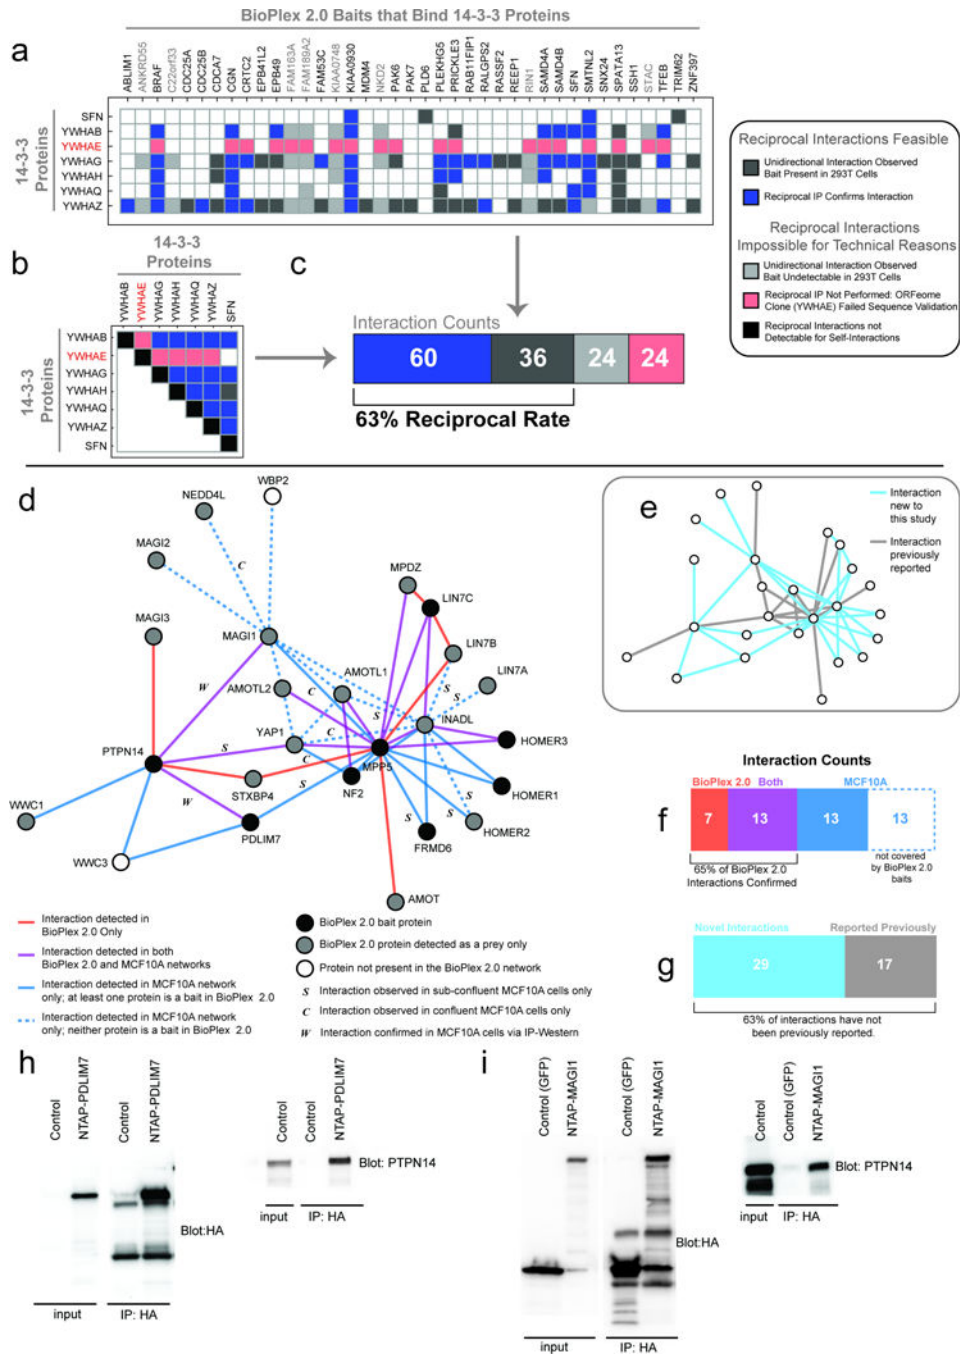 BioPlex 2.0 Baits that Bind 14-3-3 Proteins
a
ABLIM1
ANKRD55
BRAF
C22orf33
CDC25A
CDC25B
CDCA7
CGN
CRTC2
EPB41L2
EPB49
FAM163A
FAM189A2
FAM53C
KIAA0748
KIAA0930
MDM4
NKD2
PAK6
PAK7
PLD6
PLEKHG5
PRICKLE3
RAB11FIP1
RALGPS2
RASSF2
REEP1
RIN1
SAMD4A
SAMD4B
SFN
SMTNL2
SNX24
SPATA13
SSH1
STAC
TFEB
TRIM62
ZNF397
14-3-3
Proteins
SFN
YWHAB
YWHAE
YWHAG
YWHAH
YWHAQ
YWHAZ
Reciprocal Interactions Feasible
Unidirectional Interaction Observed
Bait Present in 293T Cells
Reciprocal IP Confirms Interaction
Reciprocal Interactions
Impossible for Technical Reasons
Unidirectional Interaction Observed
Bait Undetectable in 293T Cells
Reciprocal IP Not Performed: ORFeome
Clone (YWHAE) Failed Sequence Validation
Reciprocal Interactions not
Detectable for Self-Interactions
b
14-3-3
Proteins
YWHAB
YWHAE
YWHAG
YWHAH
YWHAQ
YWHAZ
SFN
14-3-3
Proteins
YWHAB
YWHAE
YWHAG
YWHAH
YWHAQ
YWHAZ
SFN
c
Interaction Counts
60 36 24 24
63% Reciprocal Rate
d
WBP2
NEDD4L
MAGI2
MAGI3
MAGI1
MPDZ
LIN7C
LIN7B
LIN7A
AMOTL1
AMOTL2
INADL
YAP1
PTPN14
MPP5
HOMER3
STXBP4
NF2
HOMER1
WWC1
PDLIM7
HOMER2
FRMD6
WWC3
AMOT
C
W
C
S
S
S
S
C
C
S
W
S
S
S
Interaction detected in
BioPlex 2.0 Only
Interaction detected in both
BioPlex 2.0 and MCF10A networks
Interaction detected in MCF10A network
only; at least one protein is a bait in BioPlex 2.0
Interaction detected in MCF10A network
only; neither protein is a bait in BioPlex 2.0
BioPlex 2.0 bait protein
BioPlex 2.0 protein detected as a prey only
Protein not present in the BioPlex 2.0 network
S Interaction observed in sub-confluent MCF10A cells only
C Interaction observed in confluent MCF10A cells only
W Interaction confirmed in MCF10A cells via IP-Western
e
Interaction
new to
this study
Interaction
previously
reported
Interaction Counts
BioPlex 2.0 Both MCF10A
f
7 13 13 13
65% of BioPlex 2.0
Interactions Confirmed
not covered
by BioPlex 2.0
baits
g
Novel Interactions Reported Previously
29 17
63% of interactions have not
been previously reported.
h
Control
NTAP-PDLIM7
Control
NTAP-PDLIM7
Blot:HA
input
IP: HA
Control
Control
NTAP-PDLIM7
Blot: PTPN14
input
IP: HA
i
Control (GFP)
NTAP-MAGI1
Control (GFP)
NTAP-MAGI1
Blot:HA
input
IP: HA
Control
Control (GFP)
NTAP-MAGI1
Blot: PTPN14
input
IP: HA